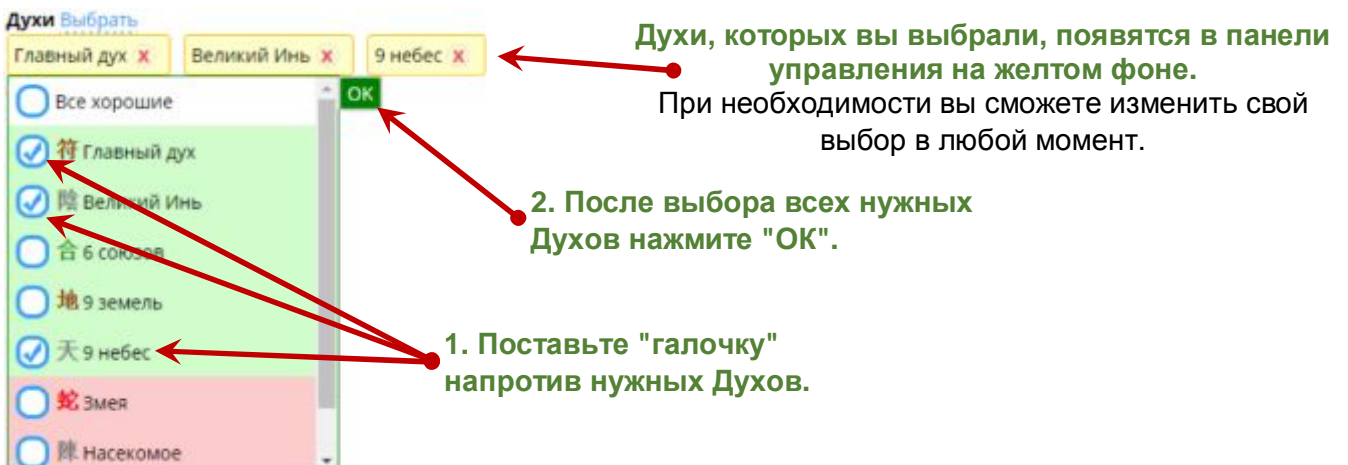 Духи Выбрать
Главный дух x Великий Инь x 9 небес x
Духи, которых вы выбрали, появятся в панели
управления на желтом фоне.
При необходимости вы сможете изменить свой
выбор в любой момент.
Все хорошие
OK
符 Главный дух
陰 Великий Инь
合 6 союзов
地 9 земель
天 9 небес
蛇 Змея
陳 Насекомое
2. После выбора всех нужных
Духов нажмите "ОК".
1. Поставьте "галочку"
напротив нужных Духов.